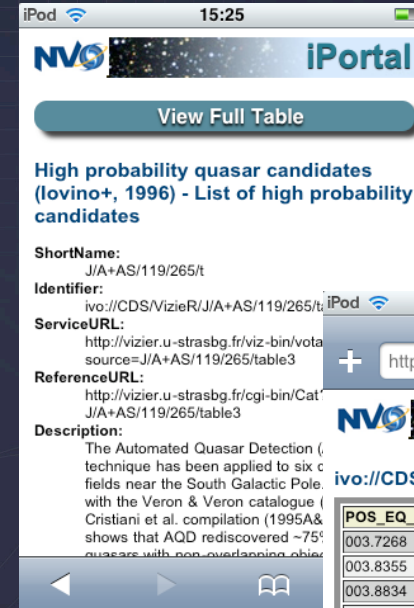 iPod 15:25
NVO iPortal
View Full Table
High probability quasar candidates
(Iovino+, 1996) - List of high probability
candidates
ShortName:
J/A+AS/119/265/t
Identifier:
ivo://CDS/VizieR/J/A+AS/119/265/t
ServiceURL:
http://vizier.u-strasbg.fr/viz-bin/vota
source=J/A+AS/119/265/table3
ReferenceURL:
http://vizier.u-strasbg.fr/cgi-bin/Cat?
J/A+AS/119/265/table3
Description:
The Automated Quasar Detection (
technique has been applied to six
fields near the South Galactic Pole.
with the Veron & Veron catalogue (
Cristiani et al. compilation (1995A&
shows that AQD rediscovered ~75%
quasars with non-overlapping objec
iPod
http
NVO
ivo://CDS
POS_EQ_
003.7268
003.8355
003.8834